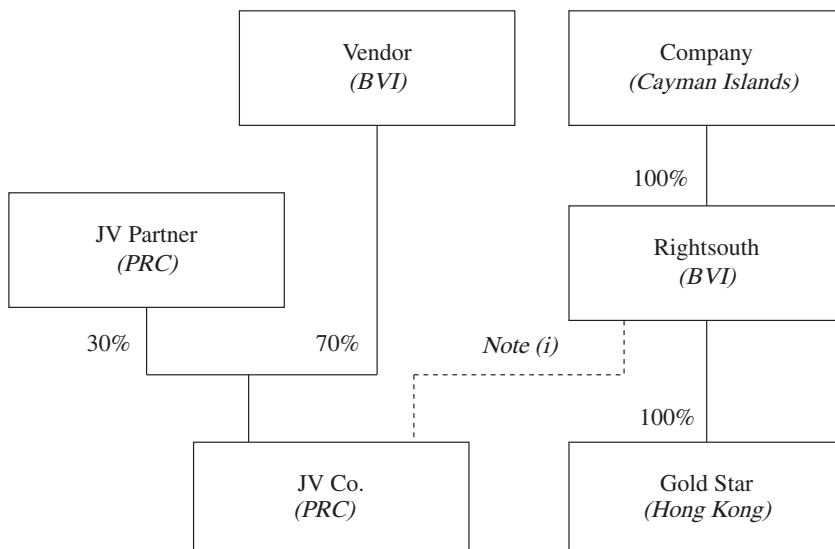 Vendor
(BVI)
Company
(Cayman Islands)
100%
JV Partner
(PRC)
Rightsouth
(BVI)
30%
70%
Note (i)
100%
JV Co.
(PRC)
Gold Star
(Hong Kong)